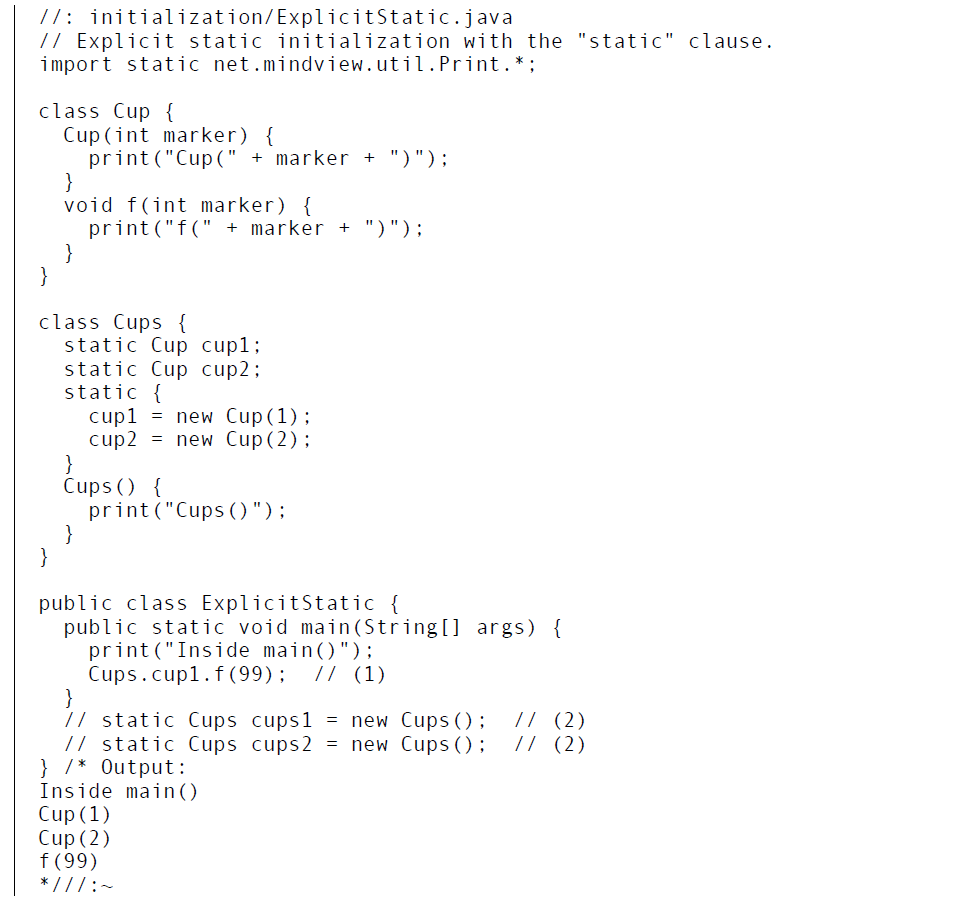 //: initialization/ExplicitStatic.java
// Explicit static initialization with the "static" clause.
import static net.mindview.util.Print.*;

class Cup {
  Cup(int marker) {
    print("Cup(" + marker + ")");
  }
  void f(int marker) {
    print("f(" + marker + ")");
  }
}

class Cups {
  static Cup cup1;
  static Cup cup2;
  static {
    cup1 = new Cup(1);
    cup2 = new Cup(2);
  }
  Cups() {
    print("Cups()");
  }
}

public class ExplicitStatic {
  public static void main(String[] args) {
    print("Inside main()");
    Cups.cup1.f(99);  // (1)
  }
  // static Cups cups1 = new Cups();  // (2)
  // static Cups cups2 = new Cups();  // (2)
} /* Output:
Inside main()
Cup(1)
Cup(2)
f(99)
*///:~